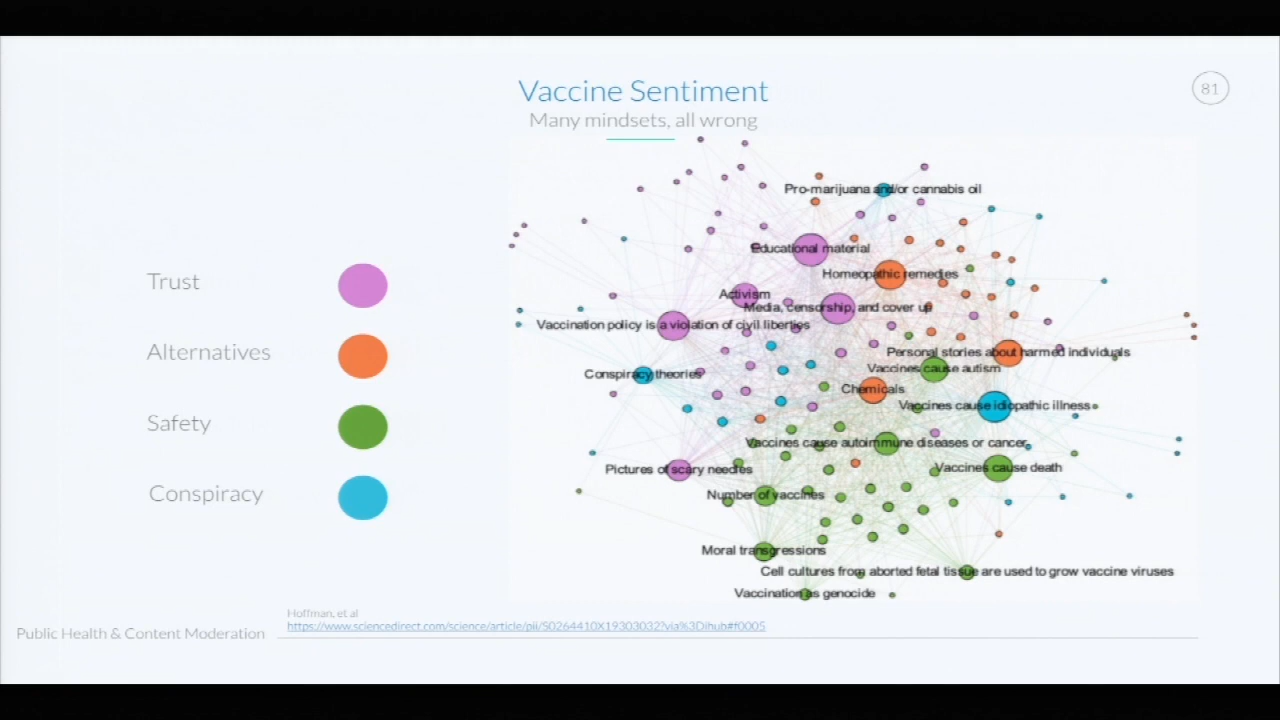 Vaccine Sentiment
81
Many mindsets, all wrong
Pro-marijuana and/or cannabis oil
Educational material
Homeopathic remedies
Trust
Activism
Media, censorship, and cover up
Vaccination policy is a violation of civil liberties
Alternatives
Personal stories about harmed individuals
Vaccines cause autism
Conspiracy theories
Chemicals
Vaccines cause idiopathic illness
Safety
Vaccines cause autoimmune diseases or cancer
Pictures of scary needles
Vaccines cause death
Conspiracy
Number of vaccines
Moral transgressions
Cell cultures from aborted fetal tissue are used to grow vaccine viruses
Vaccination as genocide
Hoffman, et al
https://www.sciencedirect.com/science/article/pii/S0264410X19303032?via%3Dihub#f0005
Public Health & Content Moderation